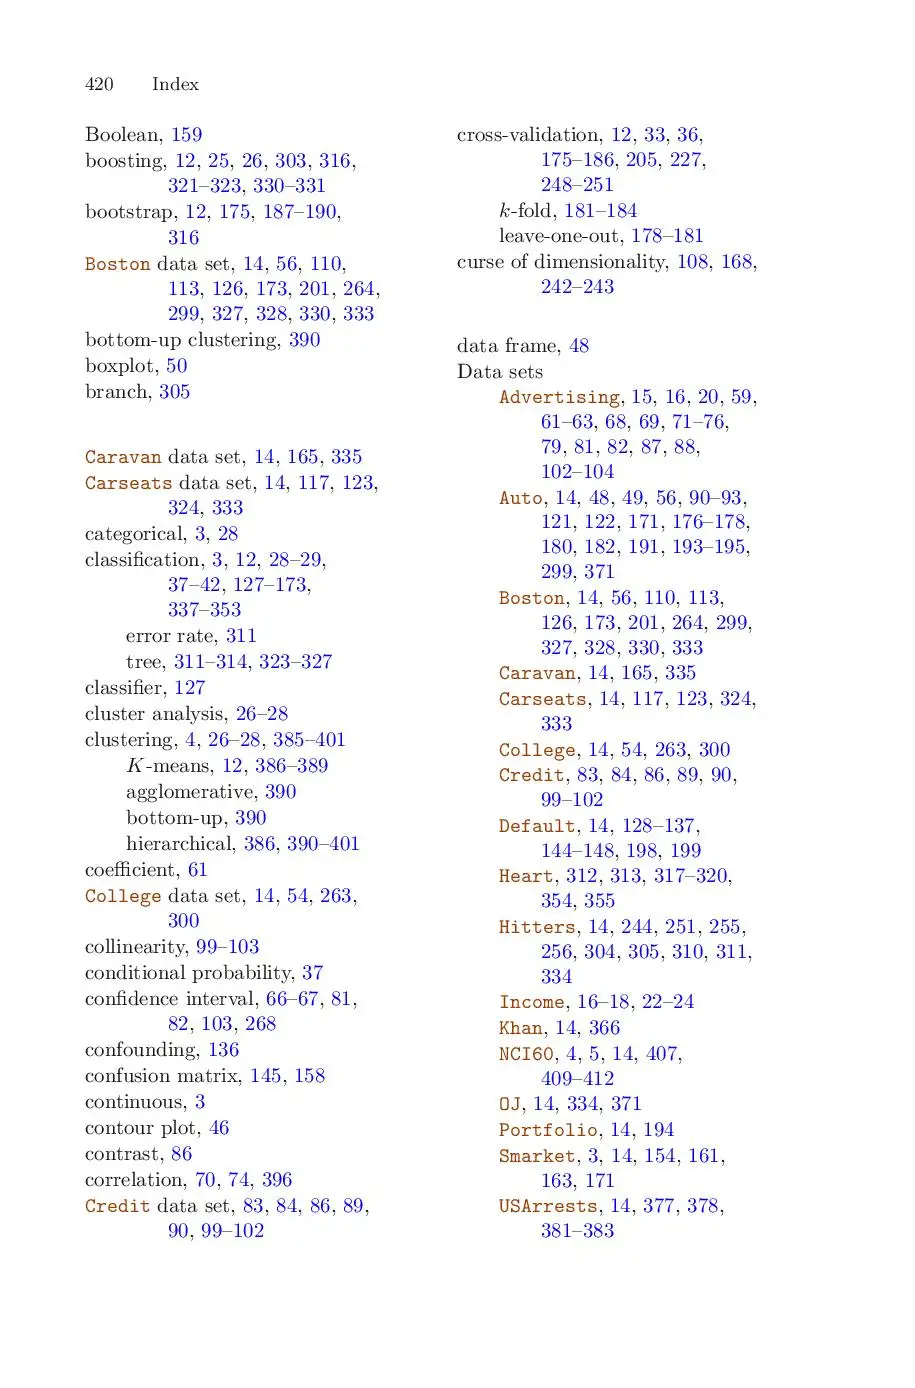 420 Index
Boolean, 159
boosting, 12, 25, 26, 303, 316,
321–323, 330–331
bootstrap, 12, 175, 187–190,
316
Boston data set, 14, 56, 110,
113, 126, 173, 201, 264,
299, 327, 328, 330, 333
bottom-up clustering, 390
boxplot, 50
branch, 305
Caravan data set, 14, 165, 335
Carseats data set, 14, 117, 123,
324, 333
categorical, 3, 28
classification, 3, 12, 28–29,
37–42, 127–173,
337–353
error rate, 311
tree, 311–314, 323–327
classifier, 127
cluster analysis, 26–28
clustering, 4, 26–28, 385–401
K-means, 12, 386–389
agglomerative, 390
bottom-up, 390
hierarchical, 386, 390–401
coefficient, 61
College data set, 14, 54, 263,
300
collinearity, 99–103
conditional probability, 37
confidence interval, 66–67, 81,
82, 103, 268
confounding, 136
confusion matrix, 145, 158
continuous, 3
contour plot, 46
contrast, 86
correlation, 70, 74, 396
Credit data set, 83, 84, 86, 89,
90, 99–102
cross-validation, 12, 33, 36,
175–186, 205, 227,
248–251
k-fold, 181–184
leave-one-out, 178–181
curse of dimensionality, 108, 168,
242–243
data frame, 48
Data sets
Advertising, 15, 16, 20, 59,
61–63, 68, 69, 71–76,
79, 81, 82, 87, 88,
102–104
Auto, 14, 48, 49, 56, 90–93,
121, 122, 171, 176–178,
180, 182, 191, 193–195,
299, 371
Boston, 14, 56, 110, 113,
126, 173, 201, 264, 299,
327, 328, 330, 333
Caravan, 14, 165, 335
Carseats, 14, 117, 123, 324,
333
College, 14, 54, 263, 300
Credit, 83, 84, 86, 89, 90,
99–102
Default, 14, 128–137,
144–148, 198, 199
Heart, 312, 313, 317–320,
354, 355
Hitters, 14, 244, 251, 255,
256, 304, 305, 310, 311,
334
Income, 16–18, 22–24
Khan, 14, 366
NCI60, 4, 5, 14, 407,
409–412
OJ, 14, 334, 371
Portfolio, 14, 194
Smarket, 3, 14, 154, 161,
163, 171
USArrests, 14, 377, 378,
381–383